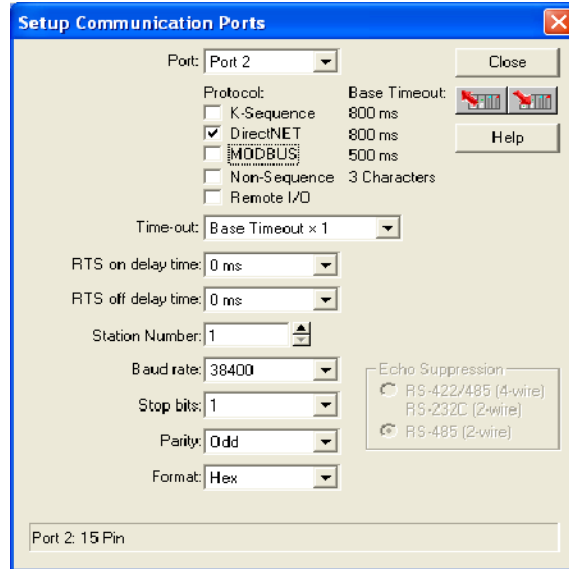 Setup Communication Ports
Port: Port 2
Close
Protocol: Base Timeout:
K-Sequence 800 ms
DirectNET 800 ms
Help
MODBUS 500 ms
Non-Sequence 3 Characters
Remote I/O
Time-out: Base Timeout × 1
RTS on delay time: 0 ms
RTS off delay time: 0 ms
Station Number: 1
Baud rate: 38400
Echo Suppression
RS-422/485 (4-wire)
RS-232C (2-wire)
Stop bits: 1
RS-485 (2-wire)
Parity: Odd
Format: Hex
Port 2: 15 Pin